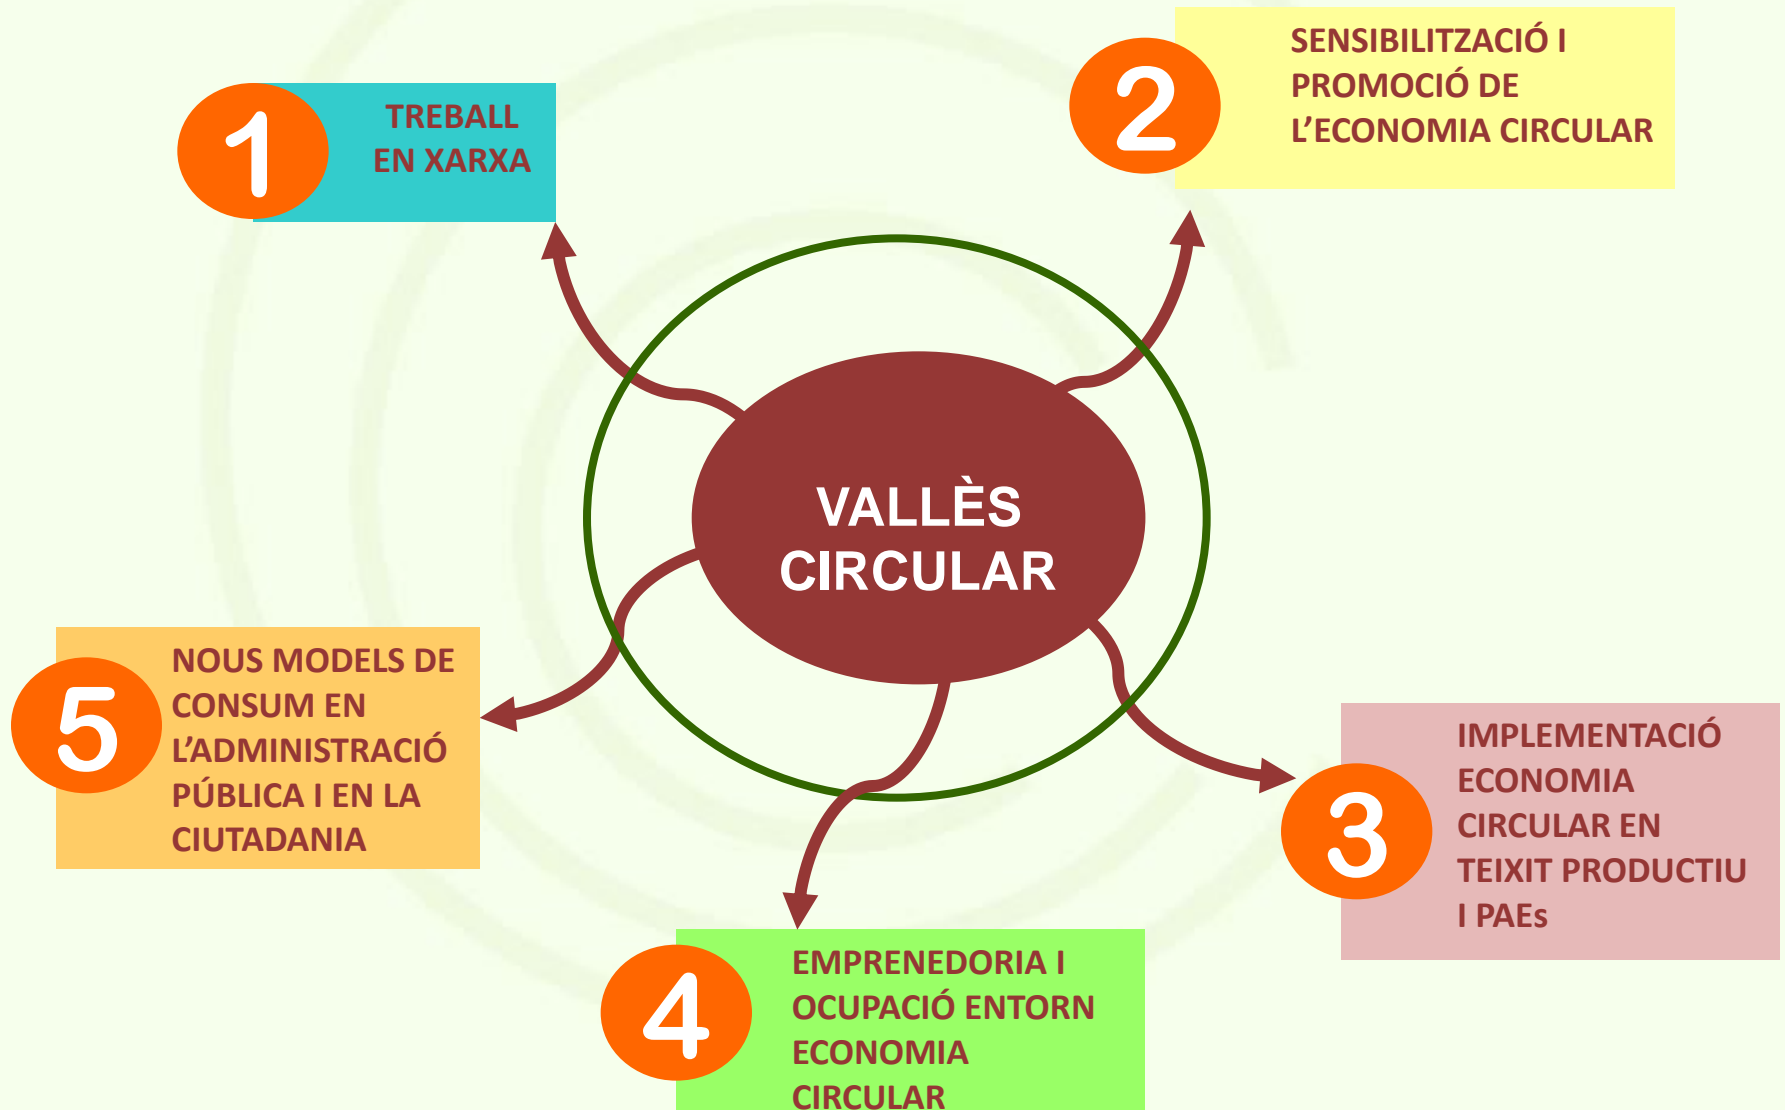 1
TREBALL
EN XARXA
2
SENSIBILITZACIÓ I
PROMOCIÓ DE
L’ECONOMIA CIRCULAR
VALLÈS
CIRCULAR
3
IMPLEMENTACIÓ
ECONOMIA
CIRCULAR EN
TEIXIT PRODUCTIU
I PAEs
4
EMPRENEDORIA I
OCUPACIÓ ENTORN
ECONOMIA
CIRCULAR
5
NOUS MODELS DE
CONSUM EN
L’ADMINISTRACIÓ
PÚBLICA I EN LA
CIUTADANIA